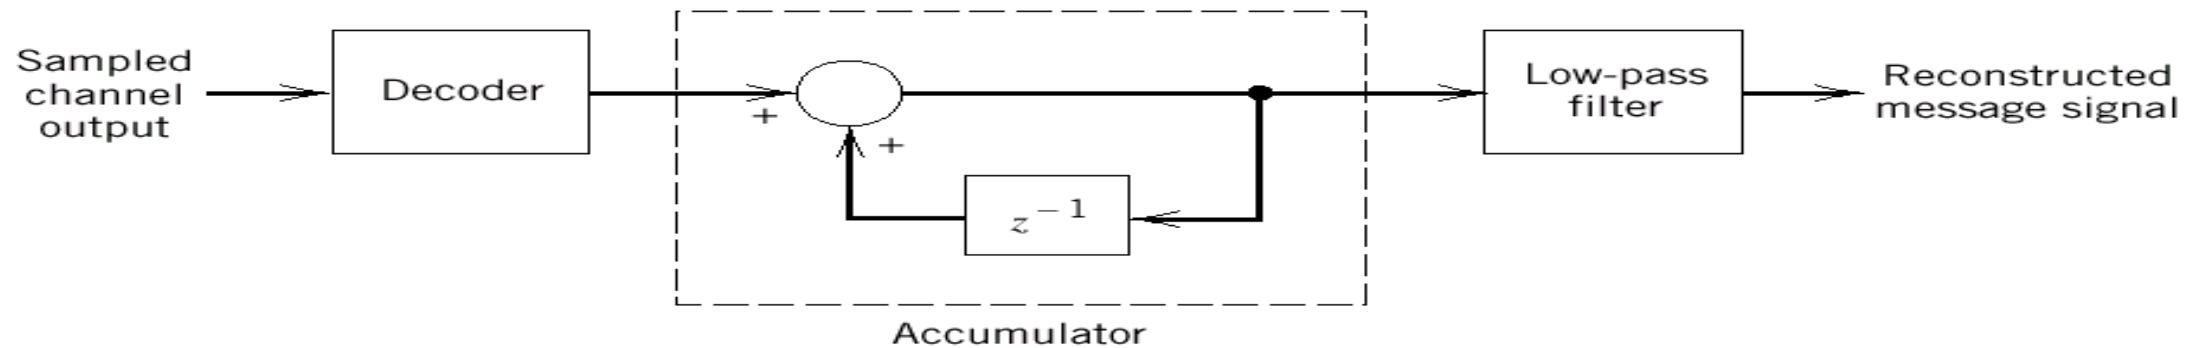 Sampled
channel
output
Decoder
+
+
z⁻¹
Accumulator
Low-pass
filter
Reconstructed
message signal